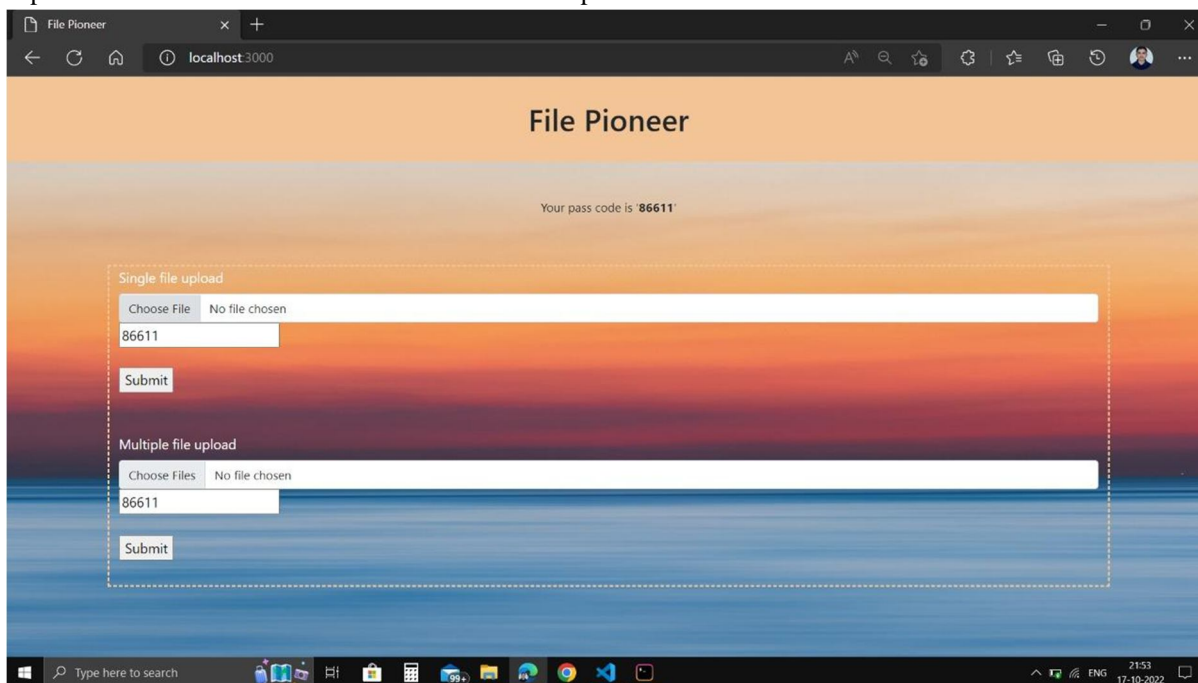 File Pioneer
localhost:3000
File Pioneer
Your pass code is '86611'
Single file upload
Choose File No file chosen
86611
Submit
Multiple file upload
Choose Files No file chosen
86611
Submit
Type here to search
99+
ENG
21:53
17-10-2022